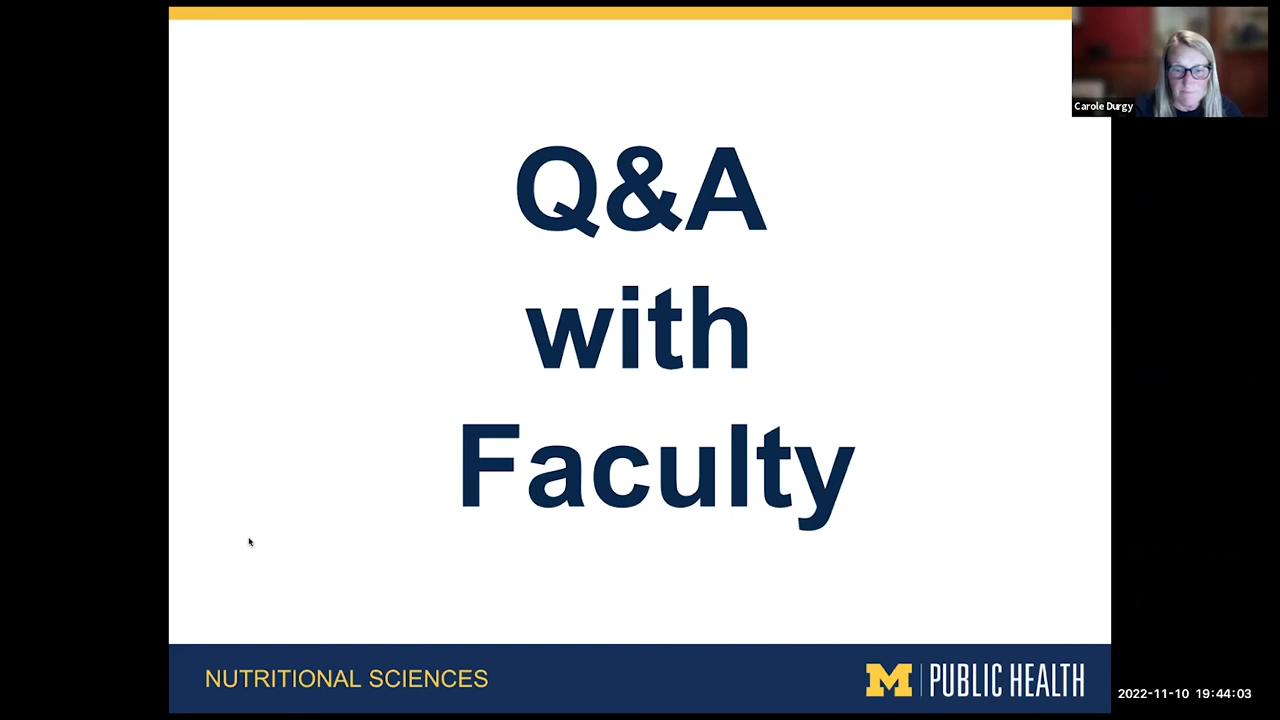 Q&A
with
Faculty
Carole Durgy
NUTRITIONAL SCIENCES
M PUBLIC HEALTH
2022-11-10 19:44:03